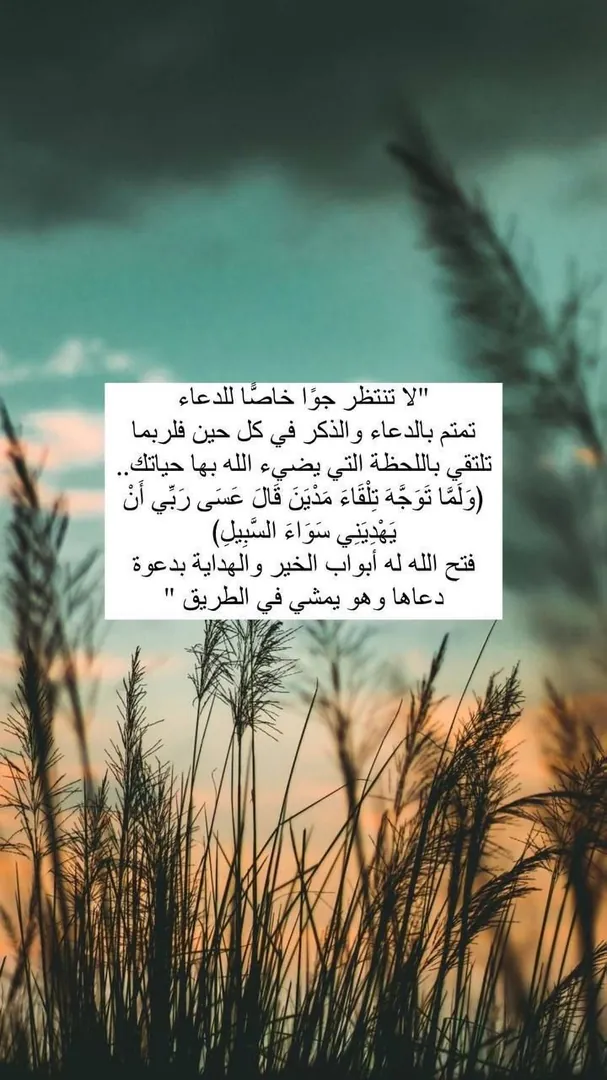 "لا تنتظر جوًا خاصًّا للدعاء
تمتم بالدعاء والذكر في كل حين فلربما
تلتقي باللحظة التي يضيء الله بها حياتك..
(وَلَمَّا تَوَجَّهَ تِلْقَاءَ مَدْيَنَ قَالَ عَسَى رَبِّي أَنْ
يَهْدِيَنِي سَوَاءَ السَّبِيلِ)
فتح الله له أبواب الخير والهداية بدعوة
دعاها وهو يمشي في الطريق "